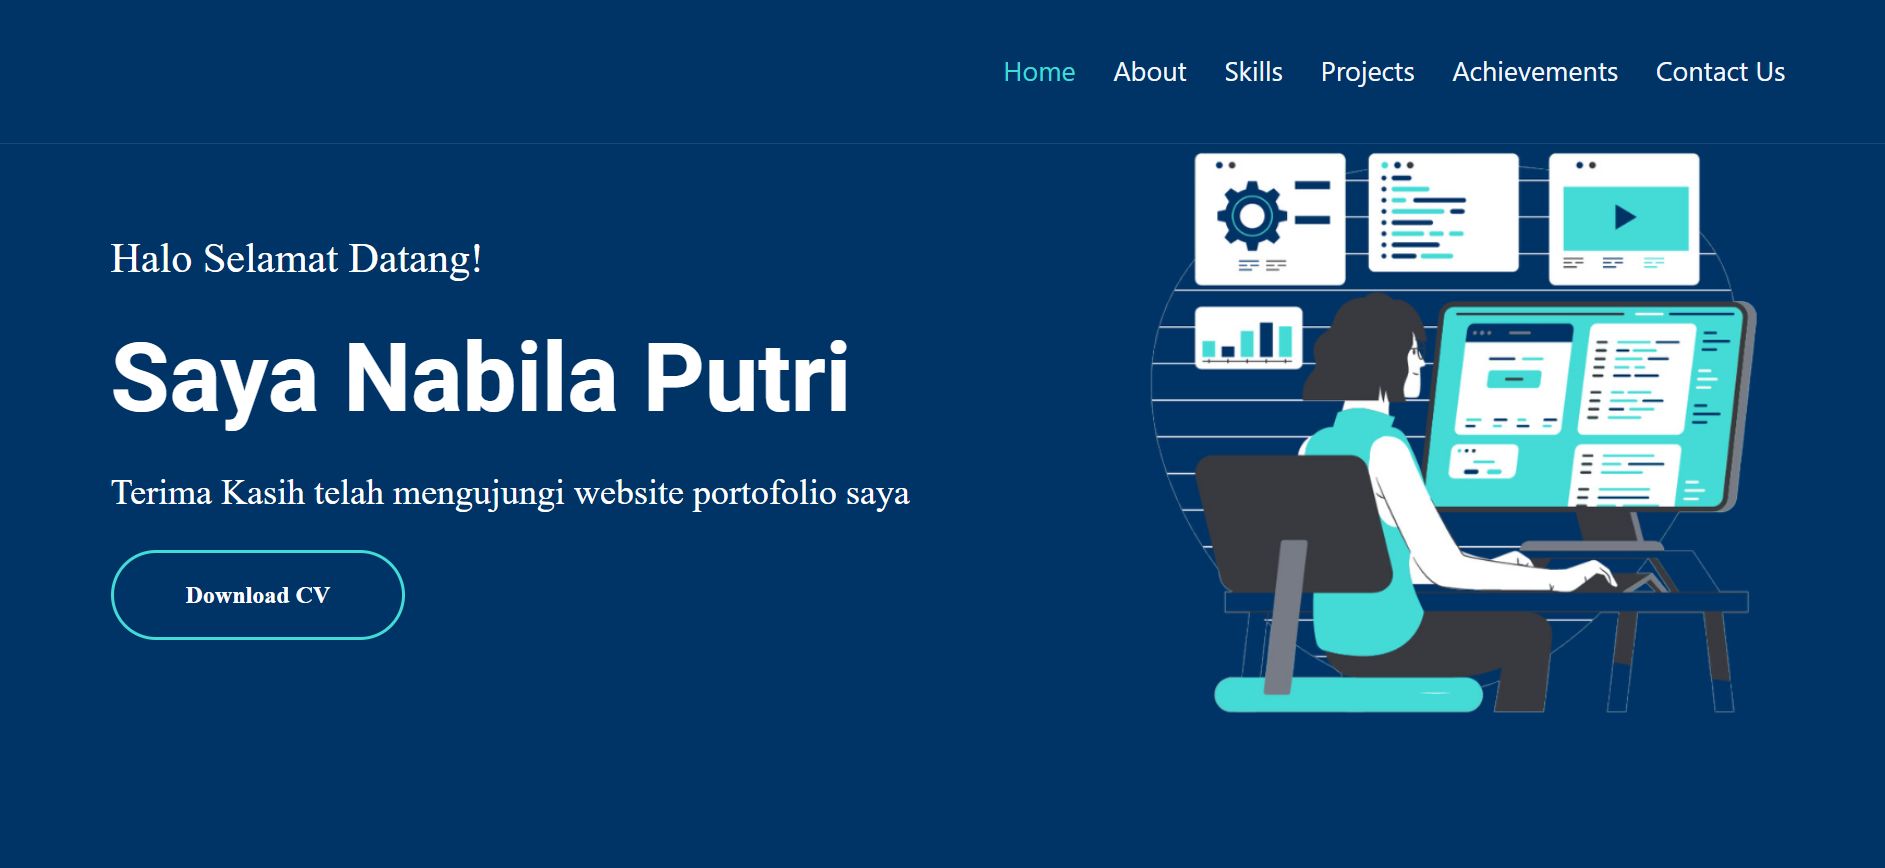 Home About Skills Projects Achievements Contact Us
Halo Selamat Datang!
Saya Nabila Putri
Terima Kasih telah mengujungi website portofolio saya
Download CV